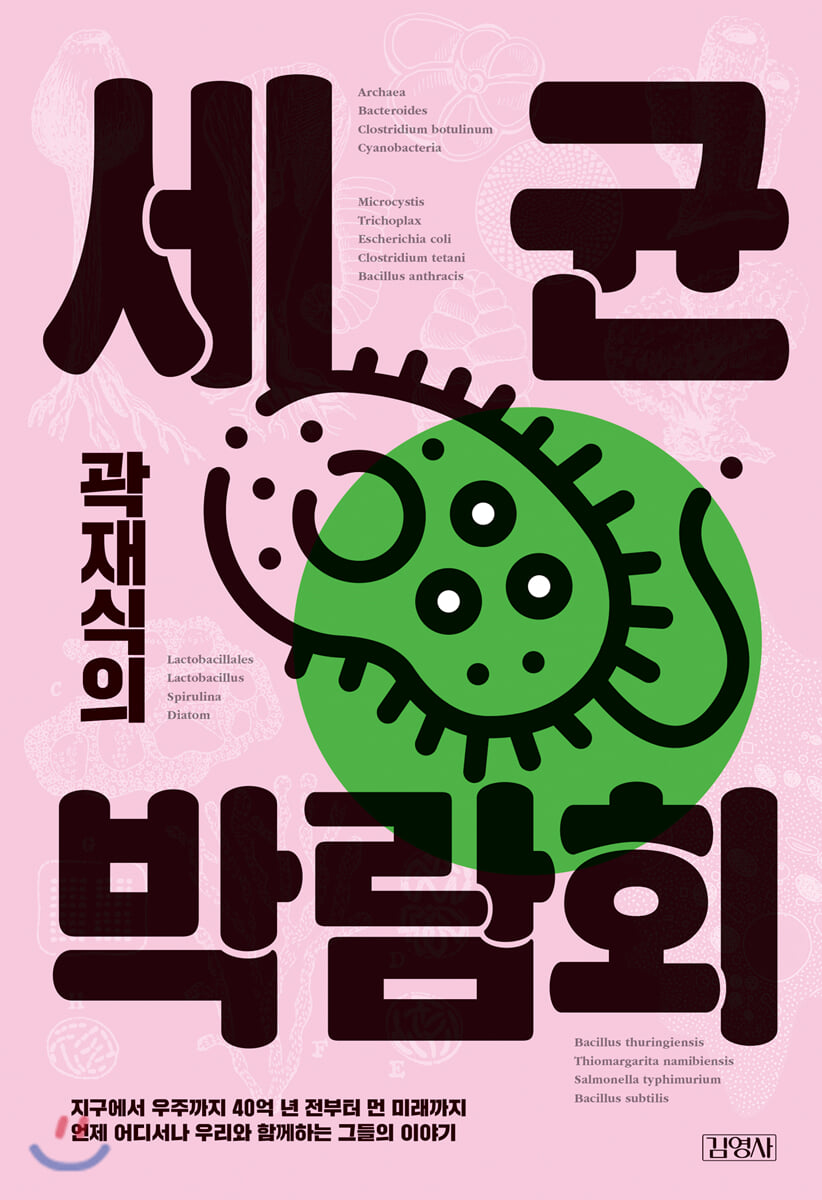 세균
Archaea
Bacteroides
Clostridium botulinum
Cyanobacteria
Microcystis
Trichoplax
Escherichia coli
Clostridium tetani
Bacillus anthracis
곽재식의
Lactobacillales
Lactobacillus
Spirulina
Diatom
C
박람회
D
H
F
E
Bacillus thuringiensis
Thiomargarita namibiensis
Salmonella typhimurium
Bacillus subtilis
지구에서 우주까지 40억 년 전부터 먼 미래까지
언제 어디서나 우리와 함께하는 그들의 이야기
김영사